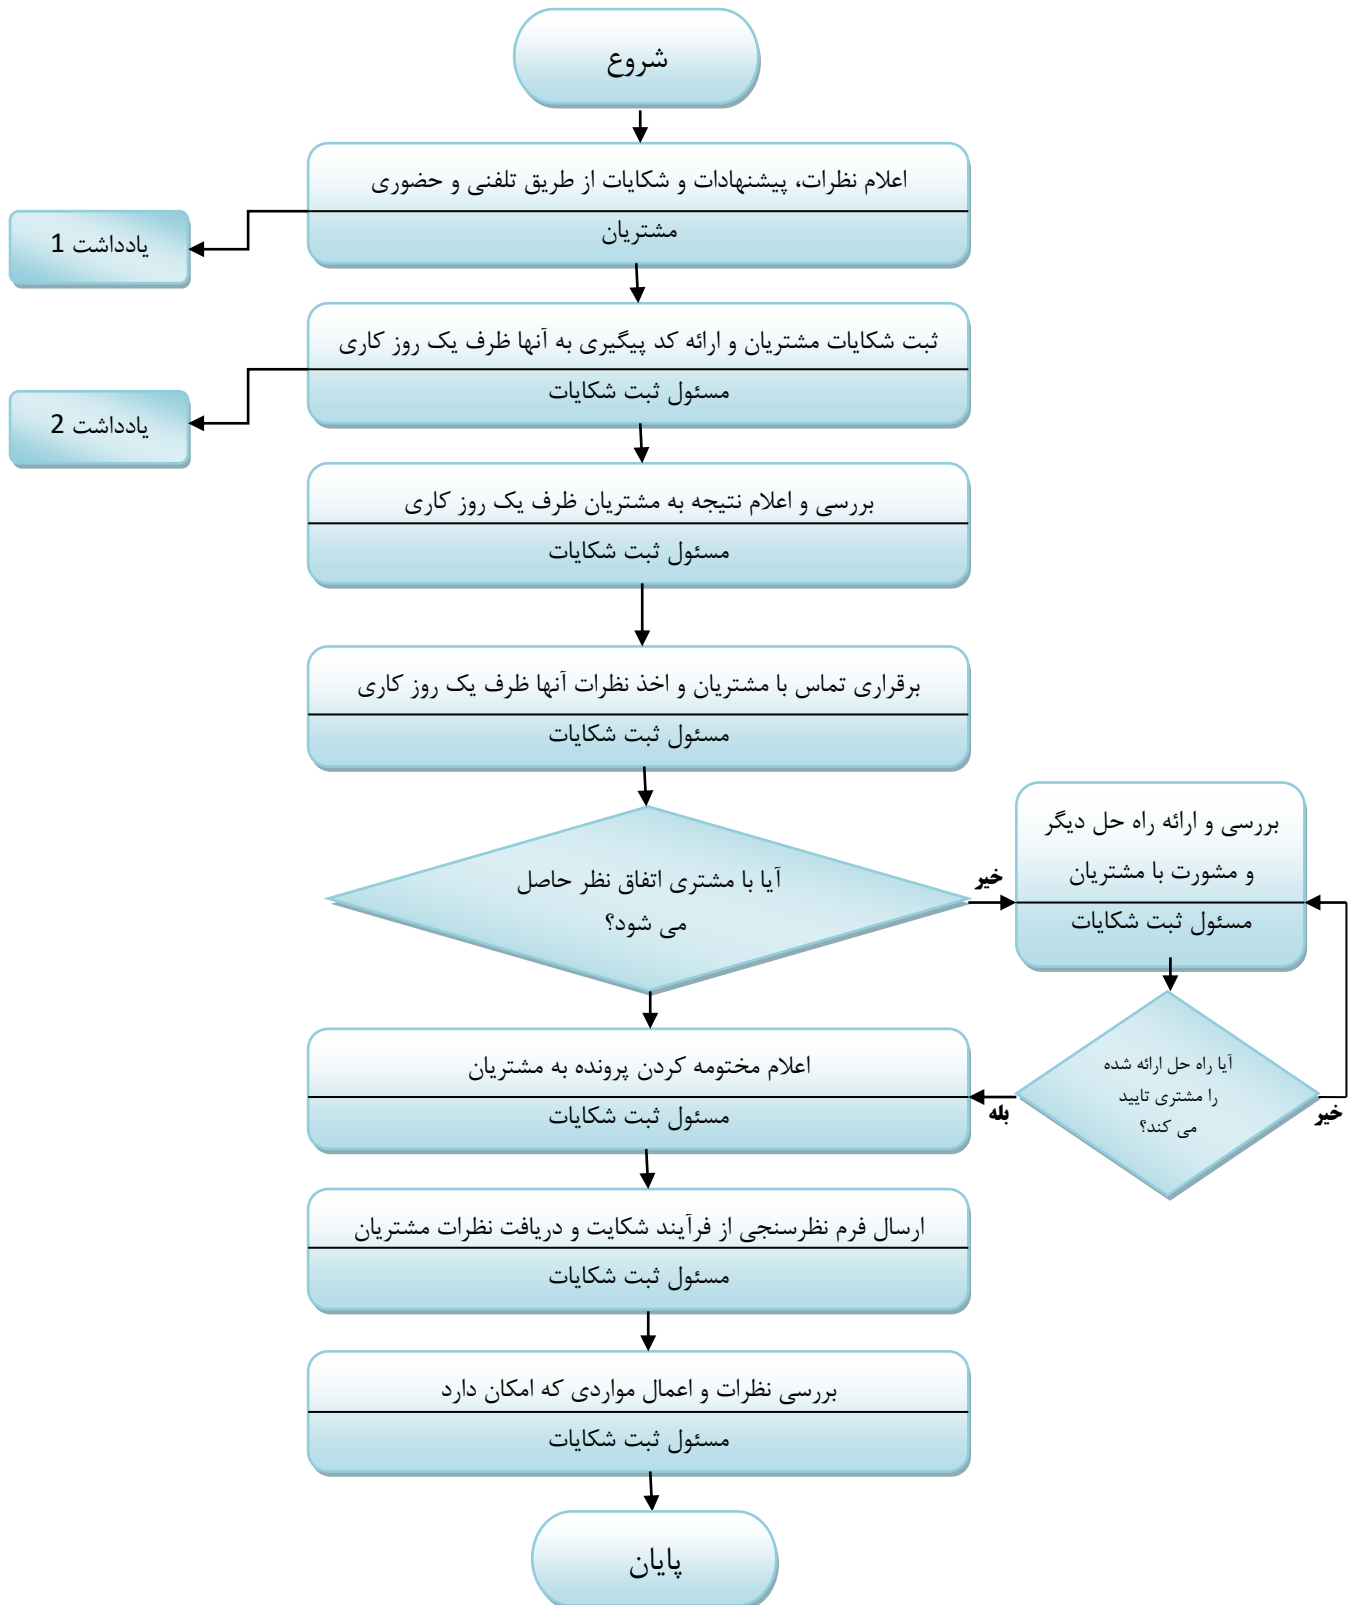 شروع
اعلام نظرات، پیشنهادات و شکایات از طریق تلفنی و حضوری
مشتریان
یادداشت 1
ثبت شکایات مشتریان و ارائه کد پیگیری به آنها ظرف یک روز کاری
مسئول ثبت شکایات
یادداشت 2
بررسی و اعلام نتیجه به مشتریان ظرف یک روز کاری
مسئول ثبت شکایات
برقراری تماس با مشتریان و اخذ نظرات آنها ظرف یک روز کاری
مسئول ثبت شکایات
آیا با مشتری اتفاق نظر حاصل
می شود؟
خیر
بررسی و ارائه راه حل دیگر
و مشورت با مشتریان
مسئول ثبت شکایات
آیا راه حل ارائه شده
را مشتری تایید
می کند؟
خیر
بله
اعلام مختومه کردن پرونده به مشتریان
مسئول ثبت شکایات
ارسال فرم نظرسنجی از فرآیند شکایت و دریافت نظرات مشتریان
مسئول ثبت شکایات
بررسی نظرات و اعمال مواردی که امکان دارد
مسئول ثبت شکایات
پایان